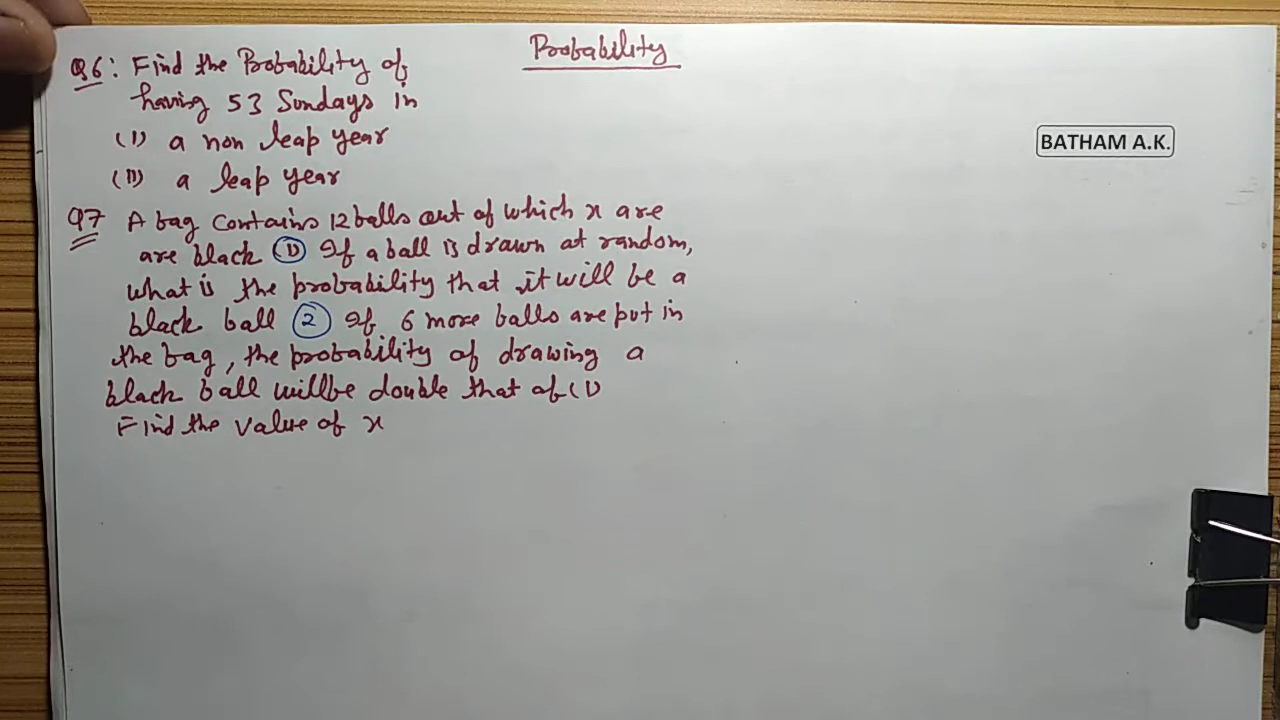 Probability
Q6: Find the Probability of
having 53 Sundays in
(I) a non leap year
(II) a leap year
BATHAM A.K.
Q7 A bag contains 12 balls out of which x are
are black (1) If a ball is drawn at random,
what is the probability that it will be a
black ball (2) If 6 more balls are put in
the bag, the probability of drawing a
black ball will be double that of (1)
Find the value of x